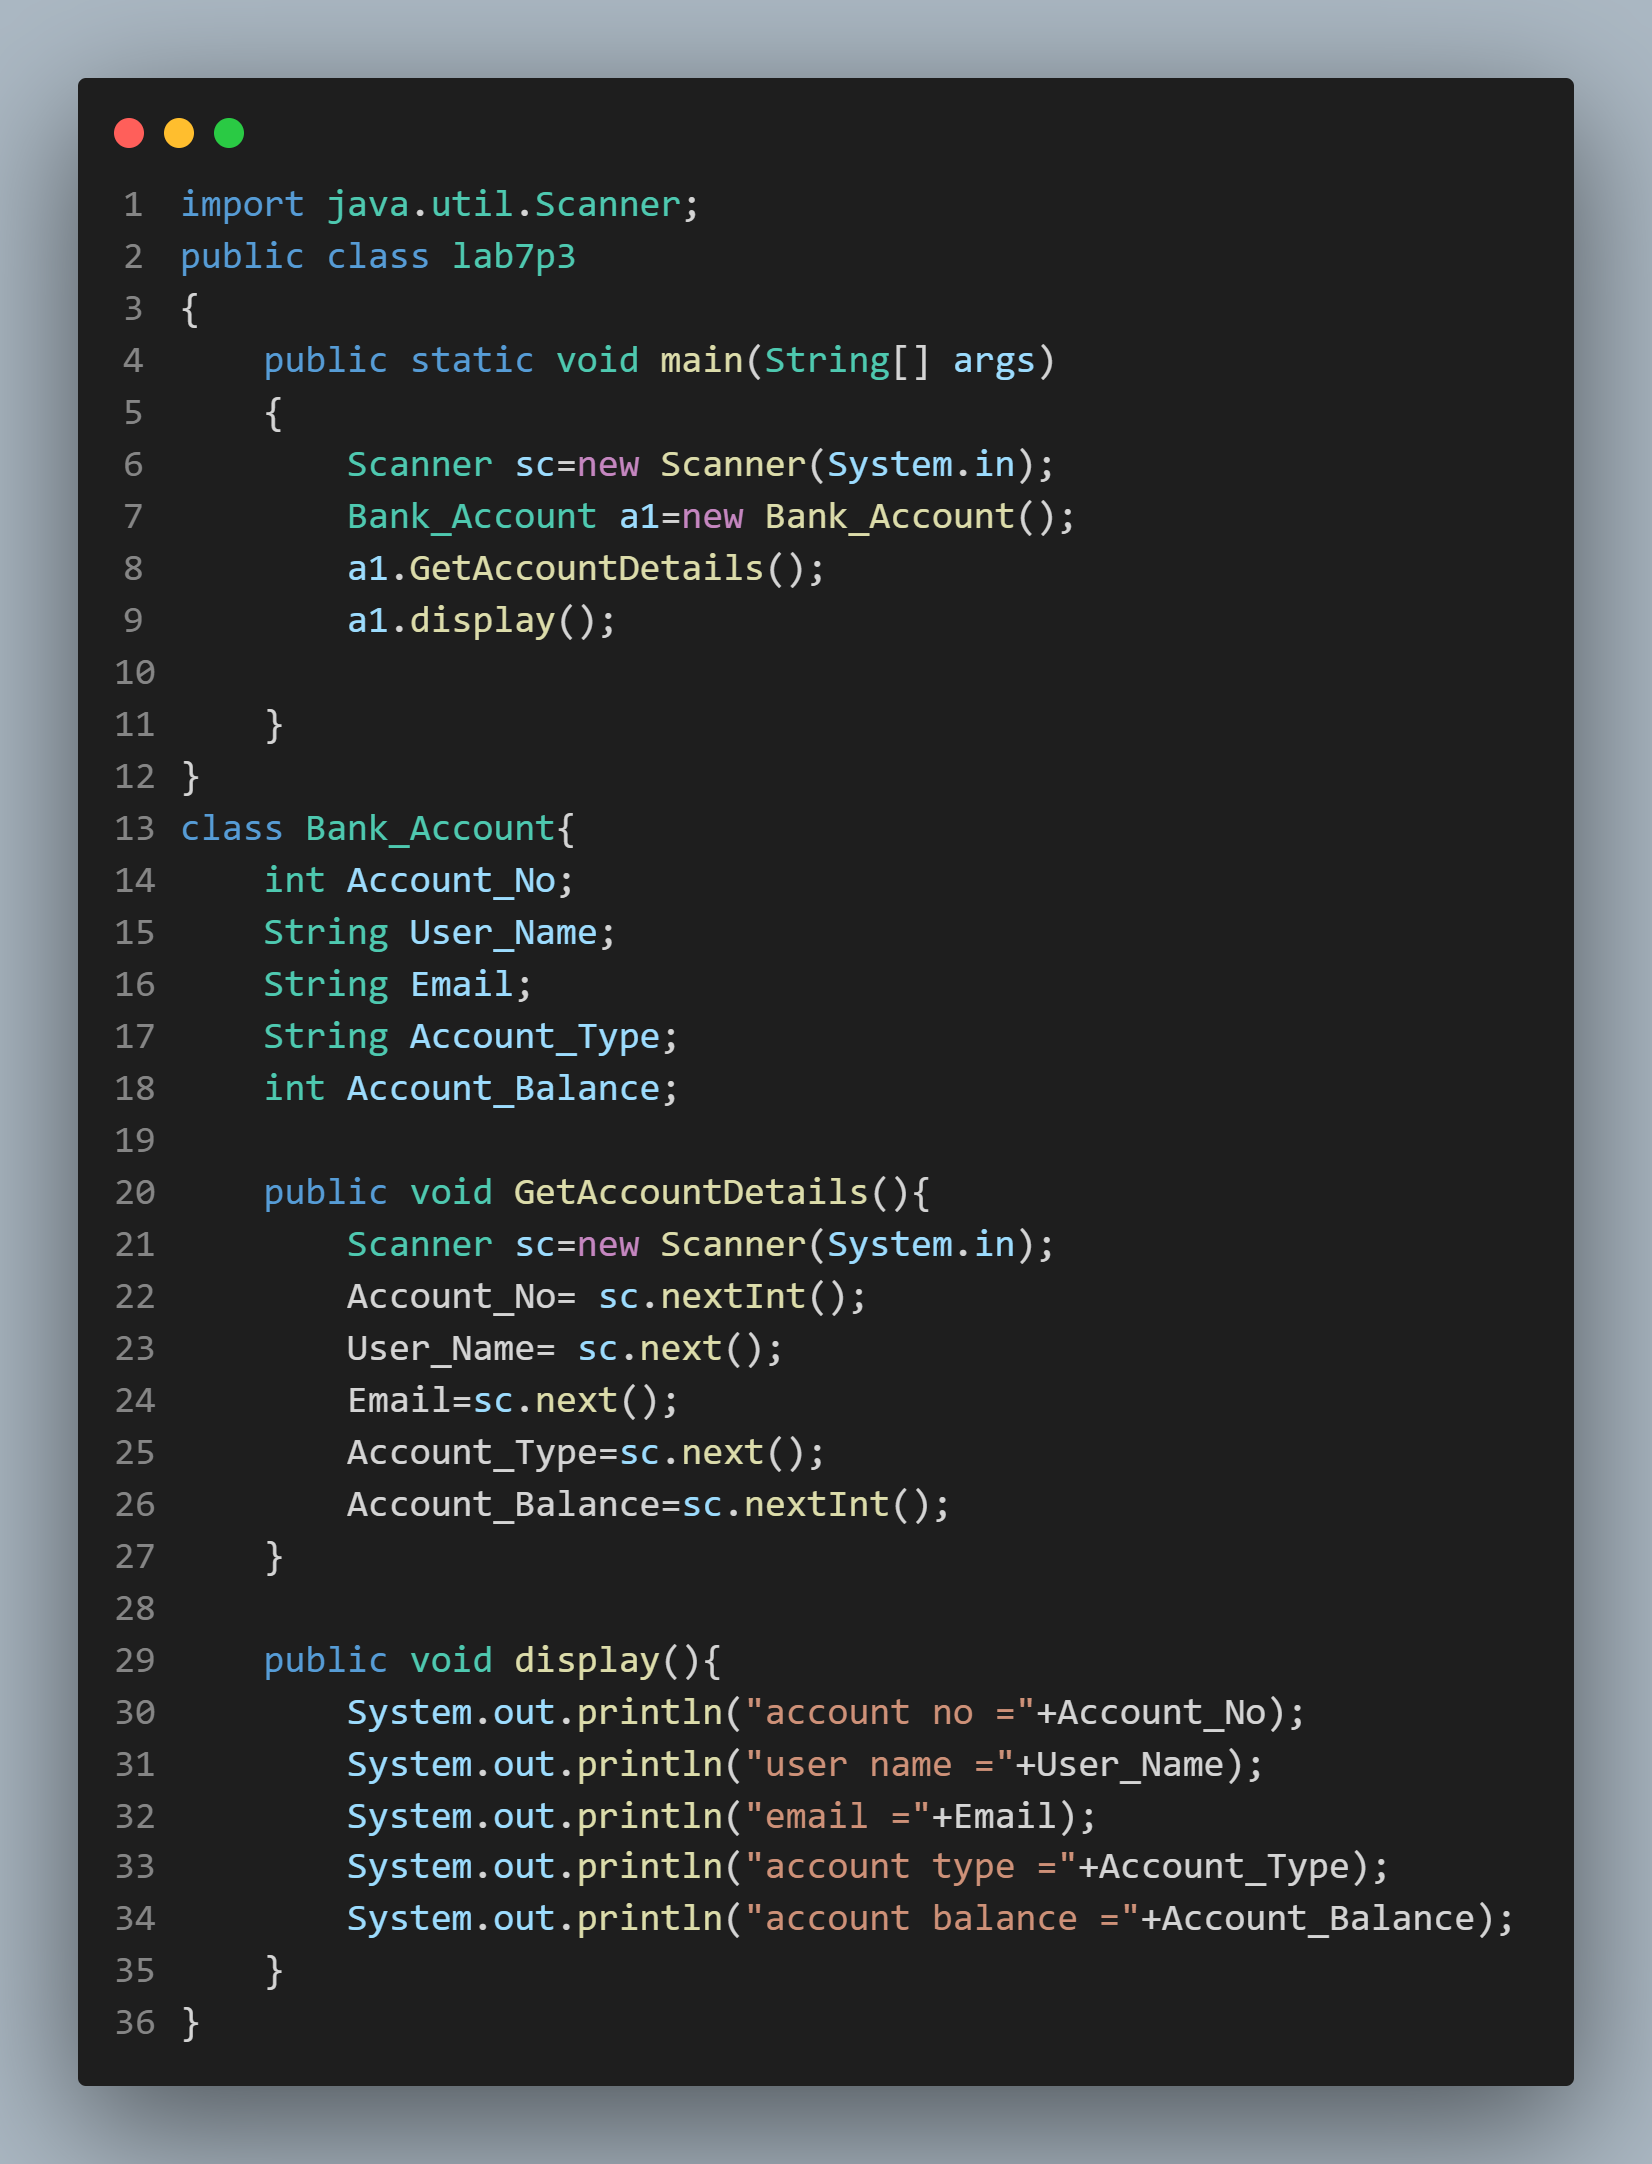 1 import java.util.Scanner;
2 public class lab7p3
3 {
4     public static void main(String[] args)
5     {
6         Scanner sc=new Scanner(System.in);
7         Bank_Account a1=new Bank_Account();
8         a1.GetAccountDetails();
9         a1.display();
10
11     }
12 }
13 class Bank_Account{
14     int Account_No;
15     String User_Name;
16     String Email;
17     String Account_Type;
18     int Account_Balance;
19
20     public void GetAccountDetails(){
21         Scanner sc=new Scanner(System.in);
22         Account_No= sc.nextInt();
23         User_Name= sc.next();
24         Email=sc.next();
25         Account_Type=sc.next();
26         Account_Balance=sc.nextInt();
27     }
28
29     public void display(){
30         System.out.println("account no ="+Account_No);
31         System.out.println("user name ="+User_Name);
32         System.out.println("email ="+Email);
33         System.out.println("account type ="+Account_Type);
34         System.out.println("account balance ="+Account_Balance);
35     }
36 }